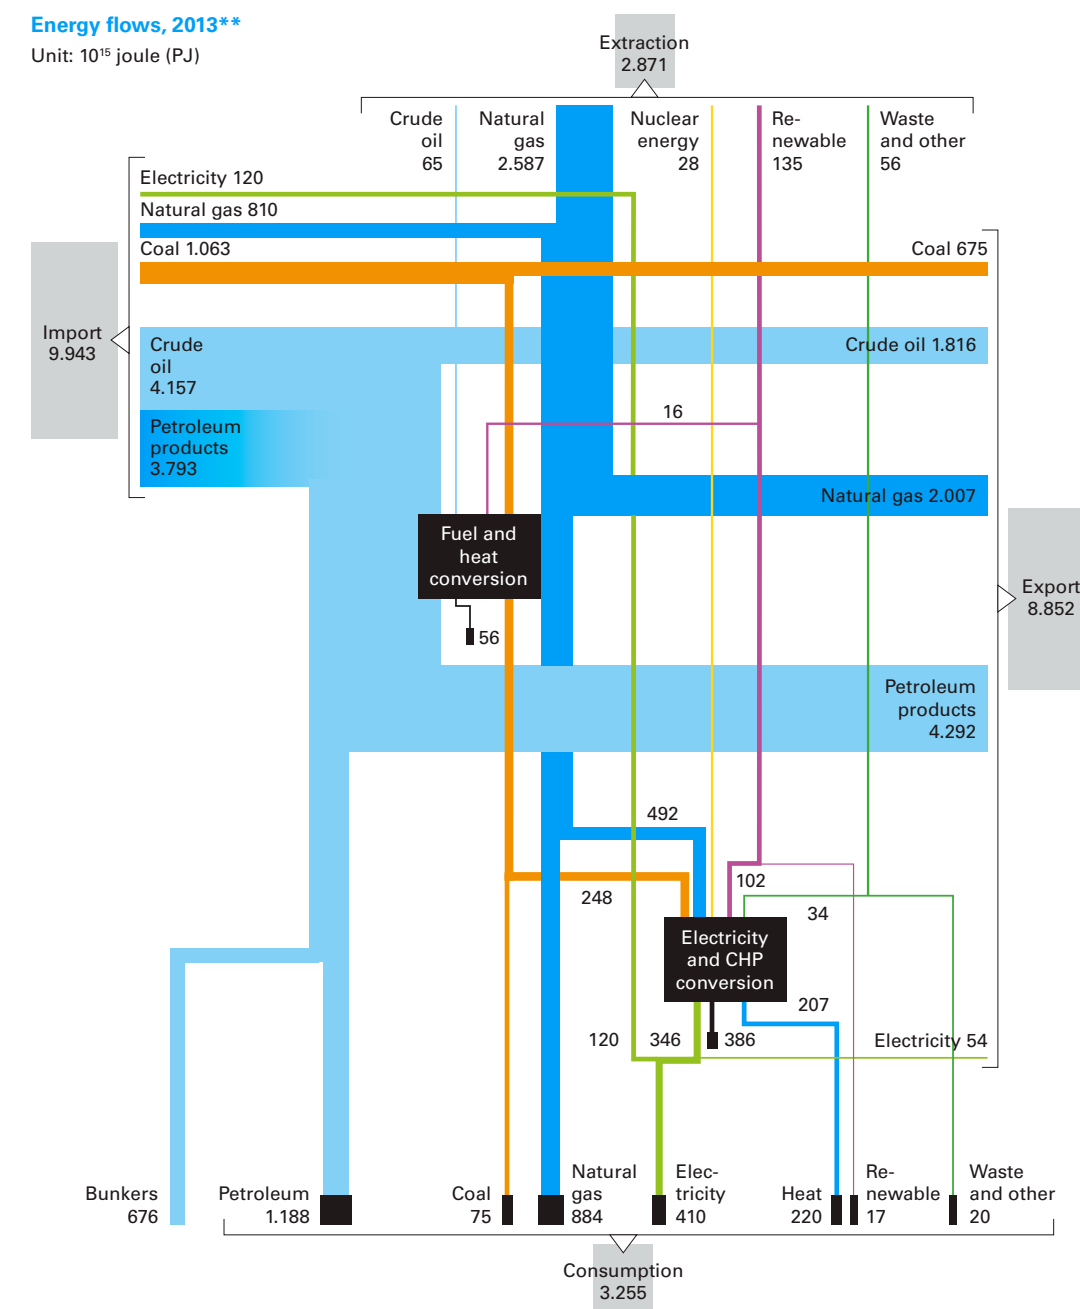 Energy flows, 2013**
Unit: 10¹⁵ joule (PJ)
Extraction
2.871
Crude
oil
65
Natural
gas
2.587
Nuclear
energy
28
Re-
newable
135
Waste
and other
56
Electricity 120
Natural gas 810
Coal 1.063
Coal 675
Import
9.943
Crude
oil
4.157
Crude oil 1.816
Petroleum
products
3.793
16
Natural gas 2.007
Fuel and
heat
conversion
56
Export
8.852
Petroleum
products
4.292
492
248
102
34
Electricity
and CHP
conversion
207
120
346
386
Electricity 54
Bunkers
676
Petroleum
1.188
Coal
75
Natural
gas
884
Elec-
tricity
410
Heat
220
Re-
newable
17
Waste
and other
20
Consumption
3.255